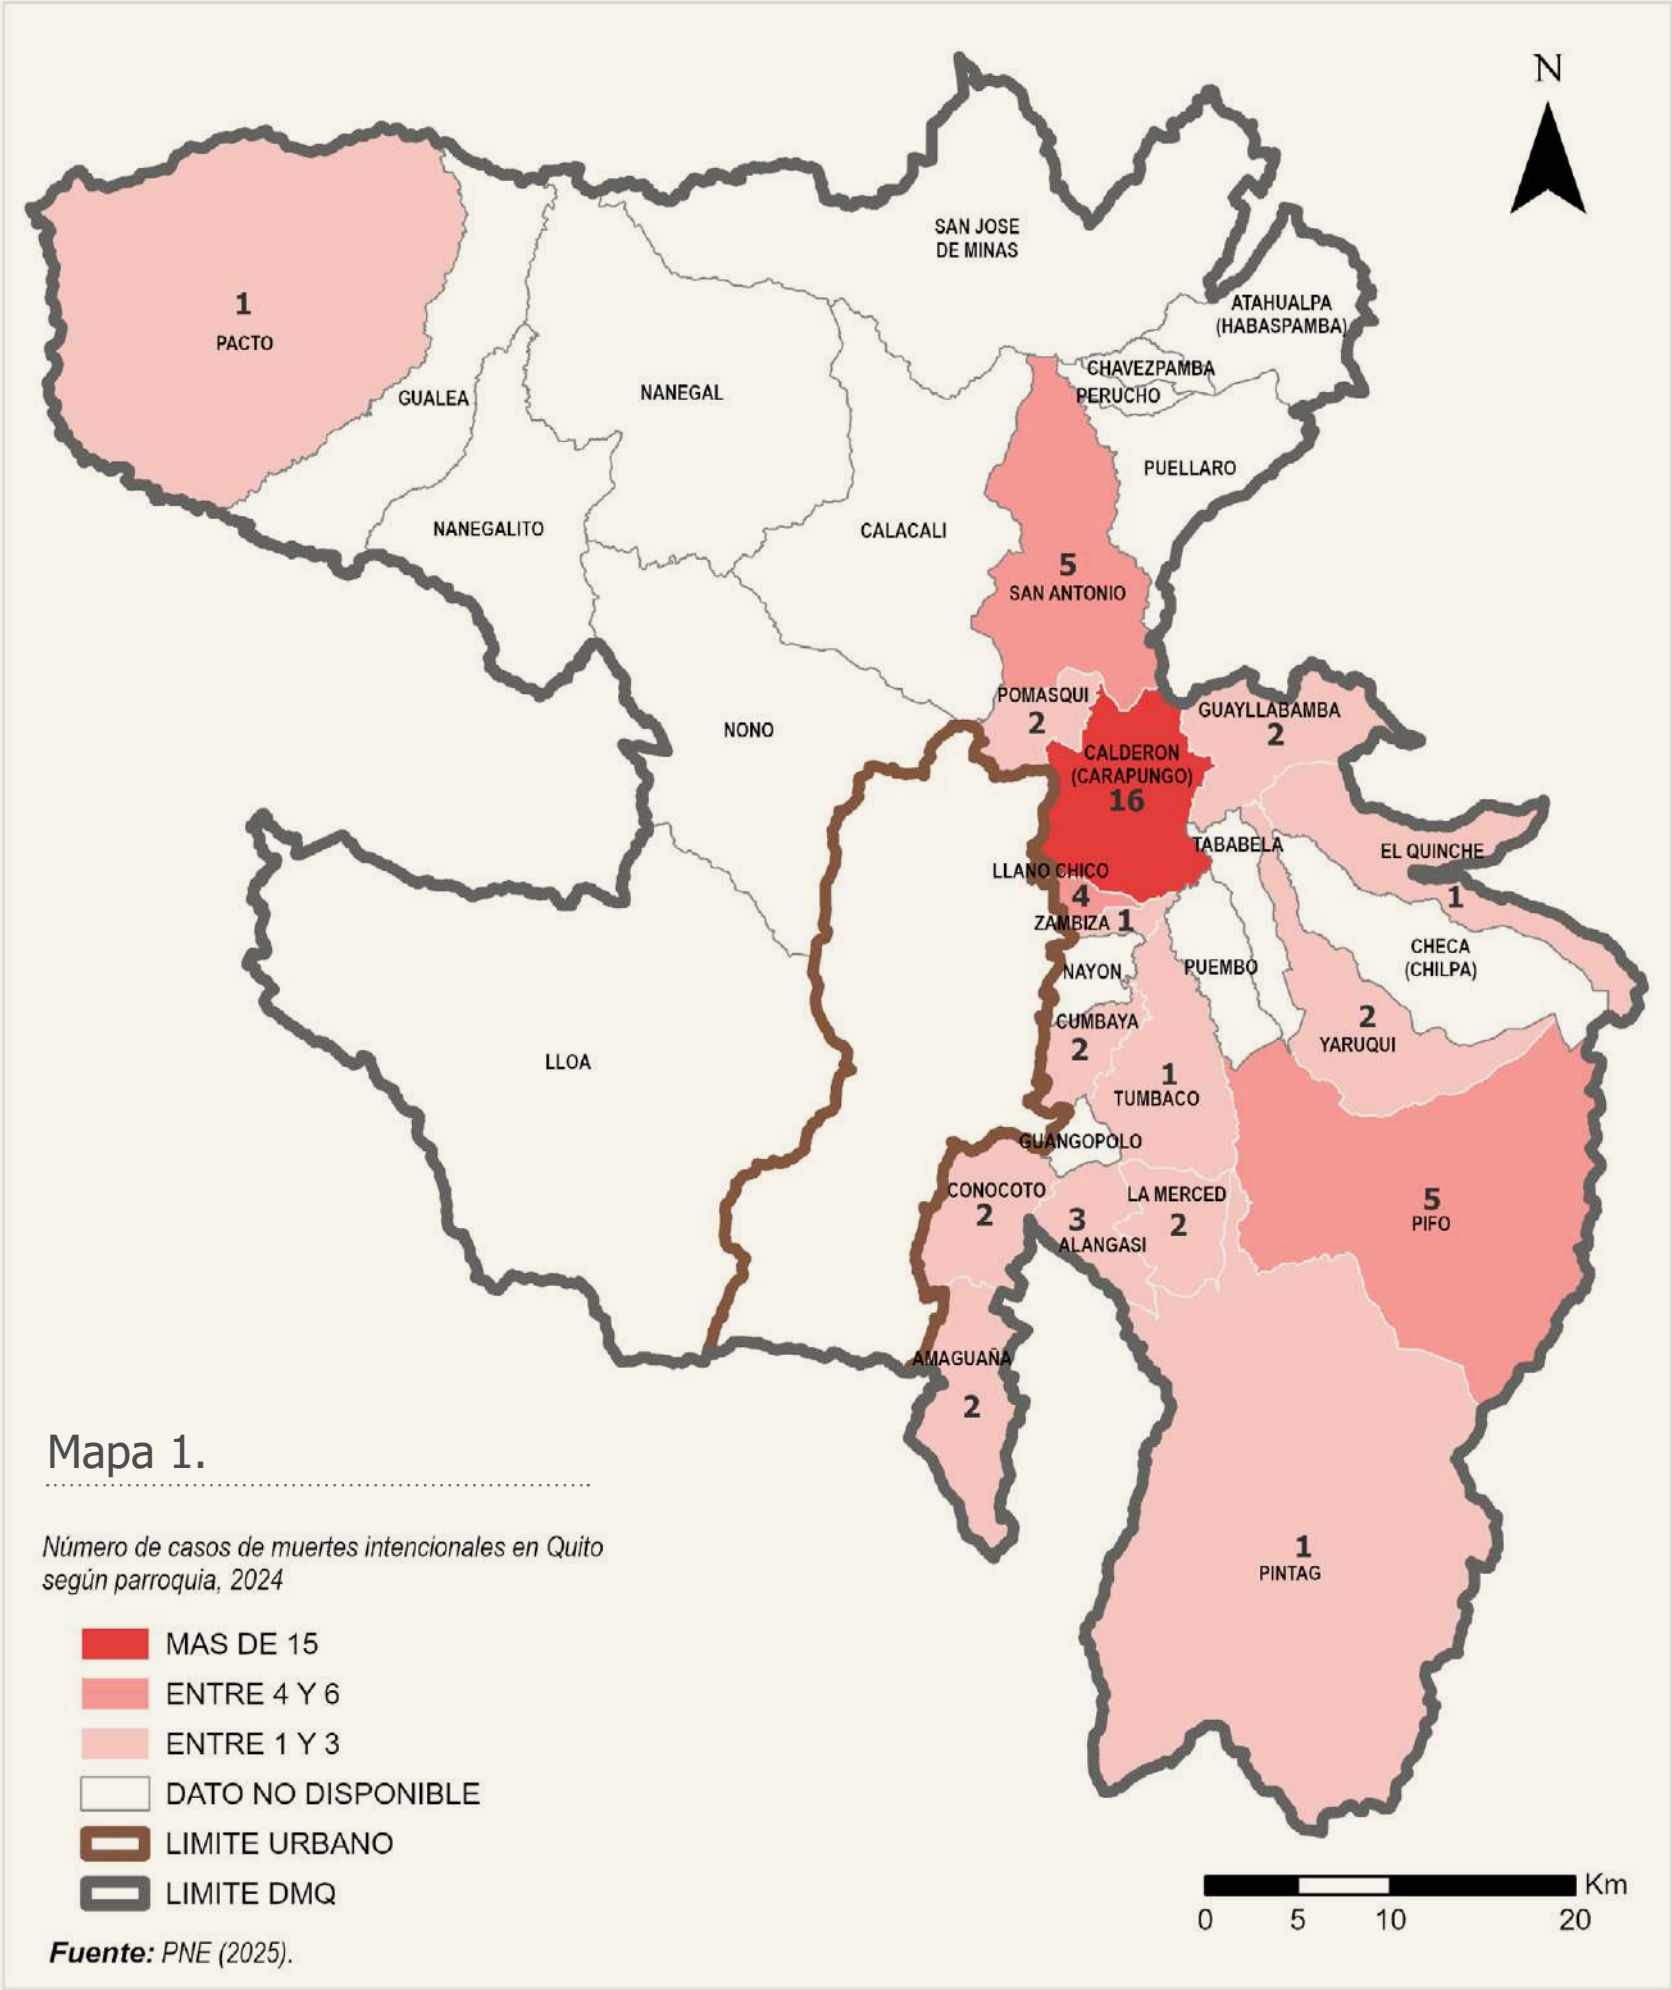 N
SAN JOSE
DE MINAS
ATAHUALPA
(HABASPAMBA)
1
PACTO
CHAVEZPAMBA
PERUCHO
GUALEA
NANEGAL
PUELLARO
NANEGALITO
CALACALI
5
SAN ANTONIO
POMASQUI
2
GUAYLLABAMBA
2
NONO
CALDERON
(CARAPUNGO)
16
TABABELA
EL QUINCHE
1
LLANO CHICO
4
ZAMBIZA 1
CHECA
(CHILPA)
NAYON
PUEMBO
CUMBAYA
2
2
YARUQUI
LLOA
1
TUMBACO
GUANGOPOLO
CONOCOTO
2
LA MERCED
2
3
ALANGASI
5
PIFO
AMAGUAÑA
2
1
PINTAG
Mapa 1.
Número de casos de muertes intencionales en Quito
según parroquia, 2024
MAS DE 15
ENTRE 4 Y 6
ENTRE 1 Y 3
DATO NO DISPONIBLE
LIMITE URBANO
LIMITE DMQ
Fuente: PNE (2025).
Km
0 5 10 20